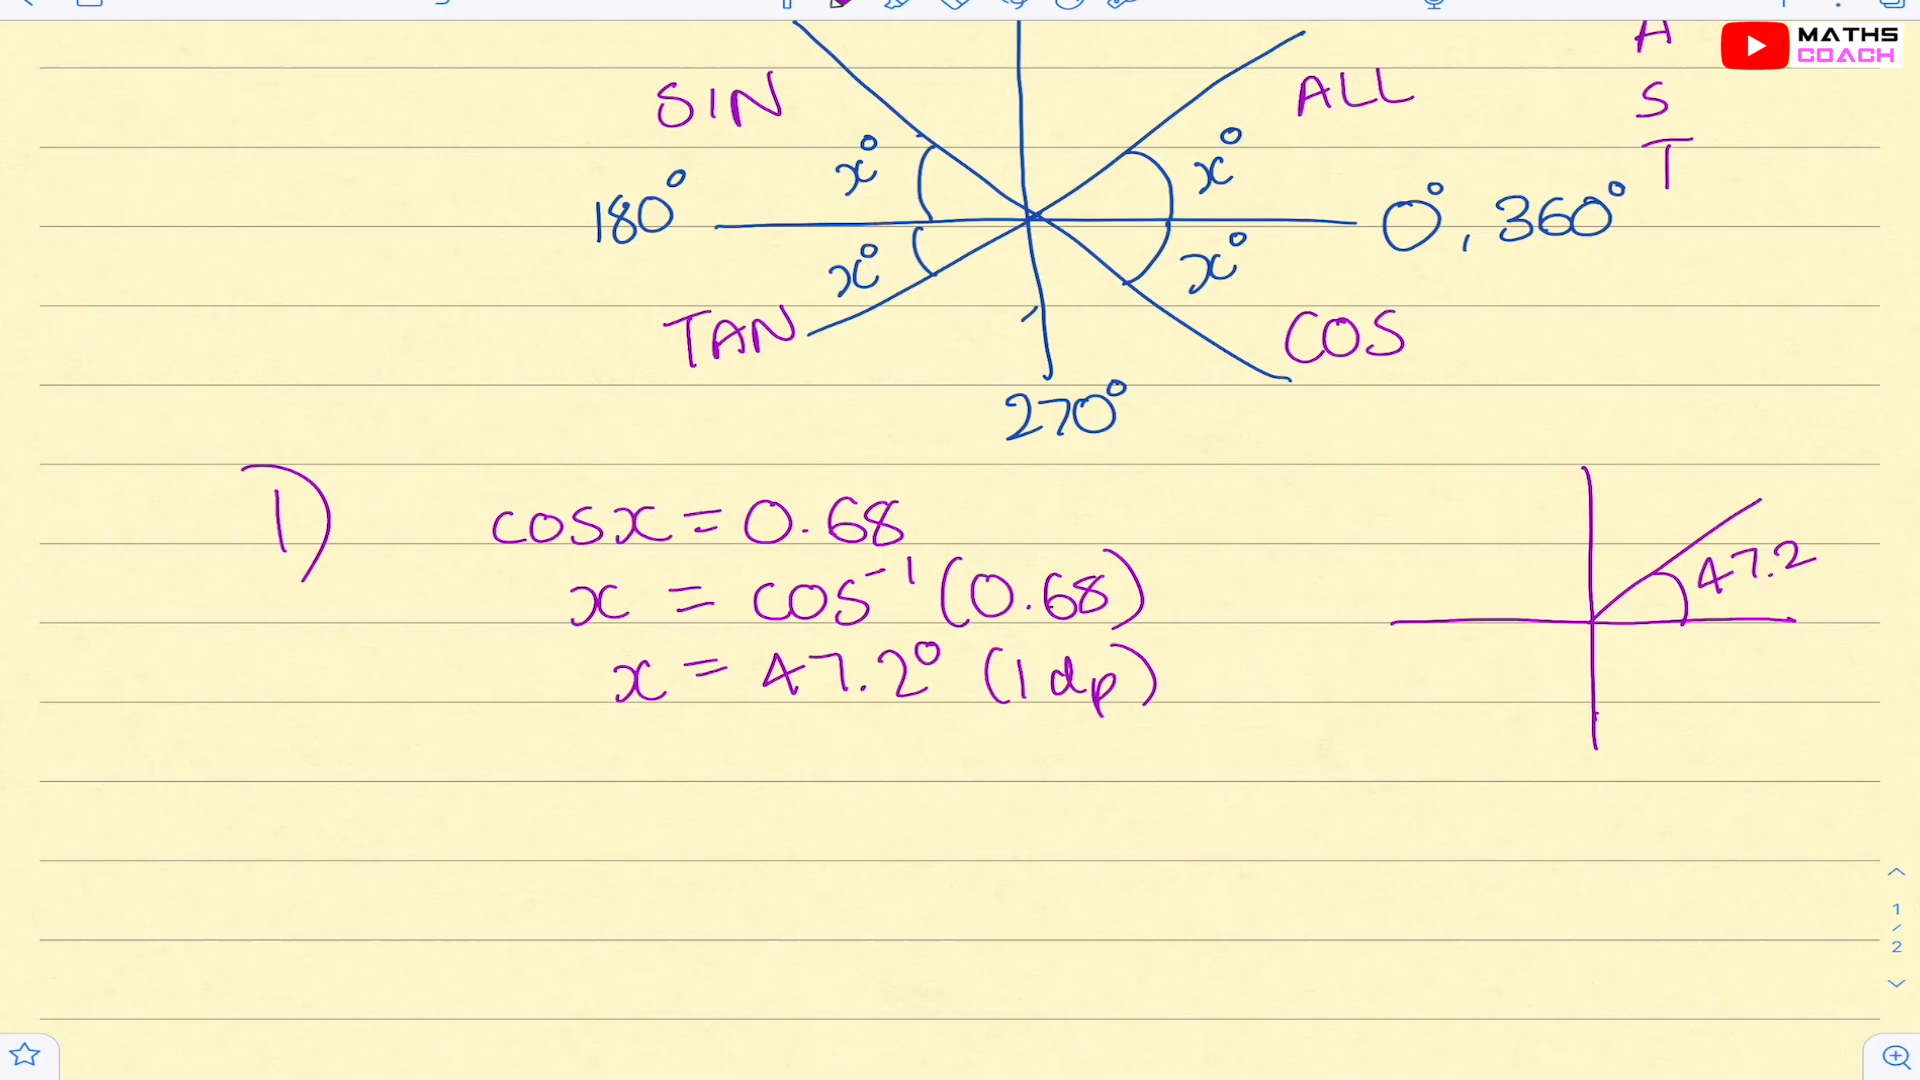 A
MATHS
COACH
SIN
ALL
S
x°
x°
T
180°
0°, 360°
x°
x°
TAN
COS
270°
1)
cosx = 0.68
x = cos⁻¹ (0.68)
47.2
x = 47.2° (1dp)
1
/
2